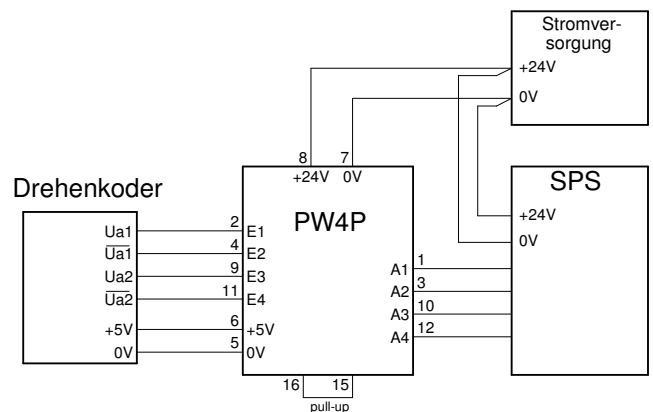 Stromver-
sorgung
+24V
0V
8 7
+24V 0V
Drehenkoder
PW4P
SPS
Ua1 2 E1
Ua1 4 E2
Ua2 9 E3
Ua2 11 E4
+5V 6 +5V
0V 5 0V
A1 1
A2 3
A3 10
A4 12
+24V
0V
16 15
pull-up